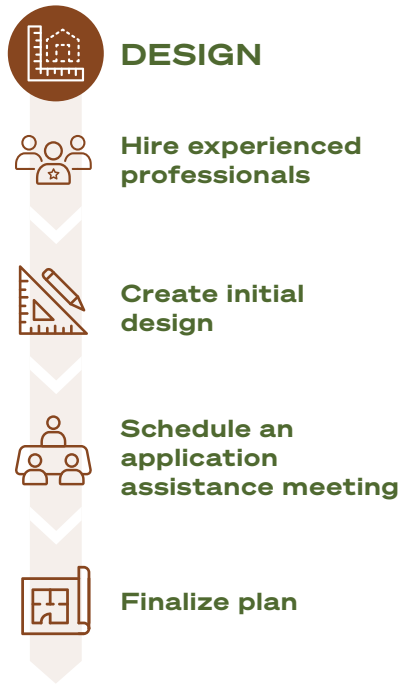 DESIGN
Hire experienced
professionals
Create initial
design
Schedule an
application
assistance meeting
Finalize plan